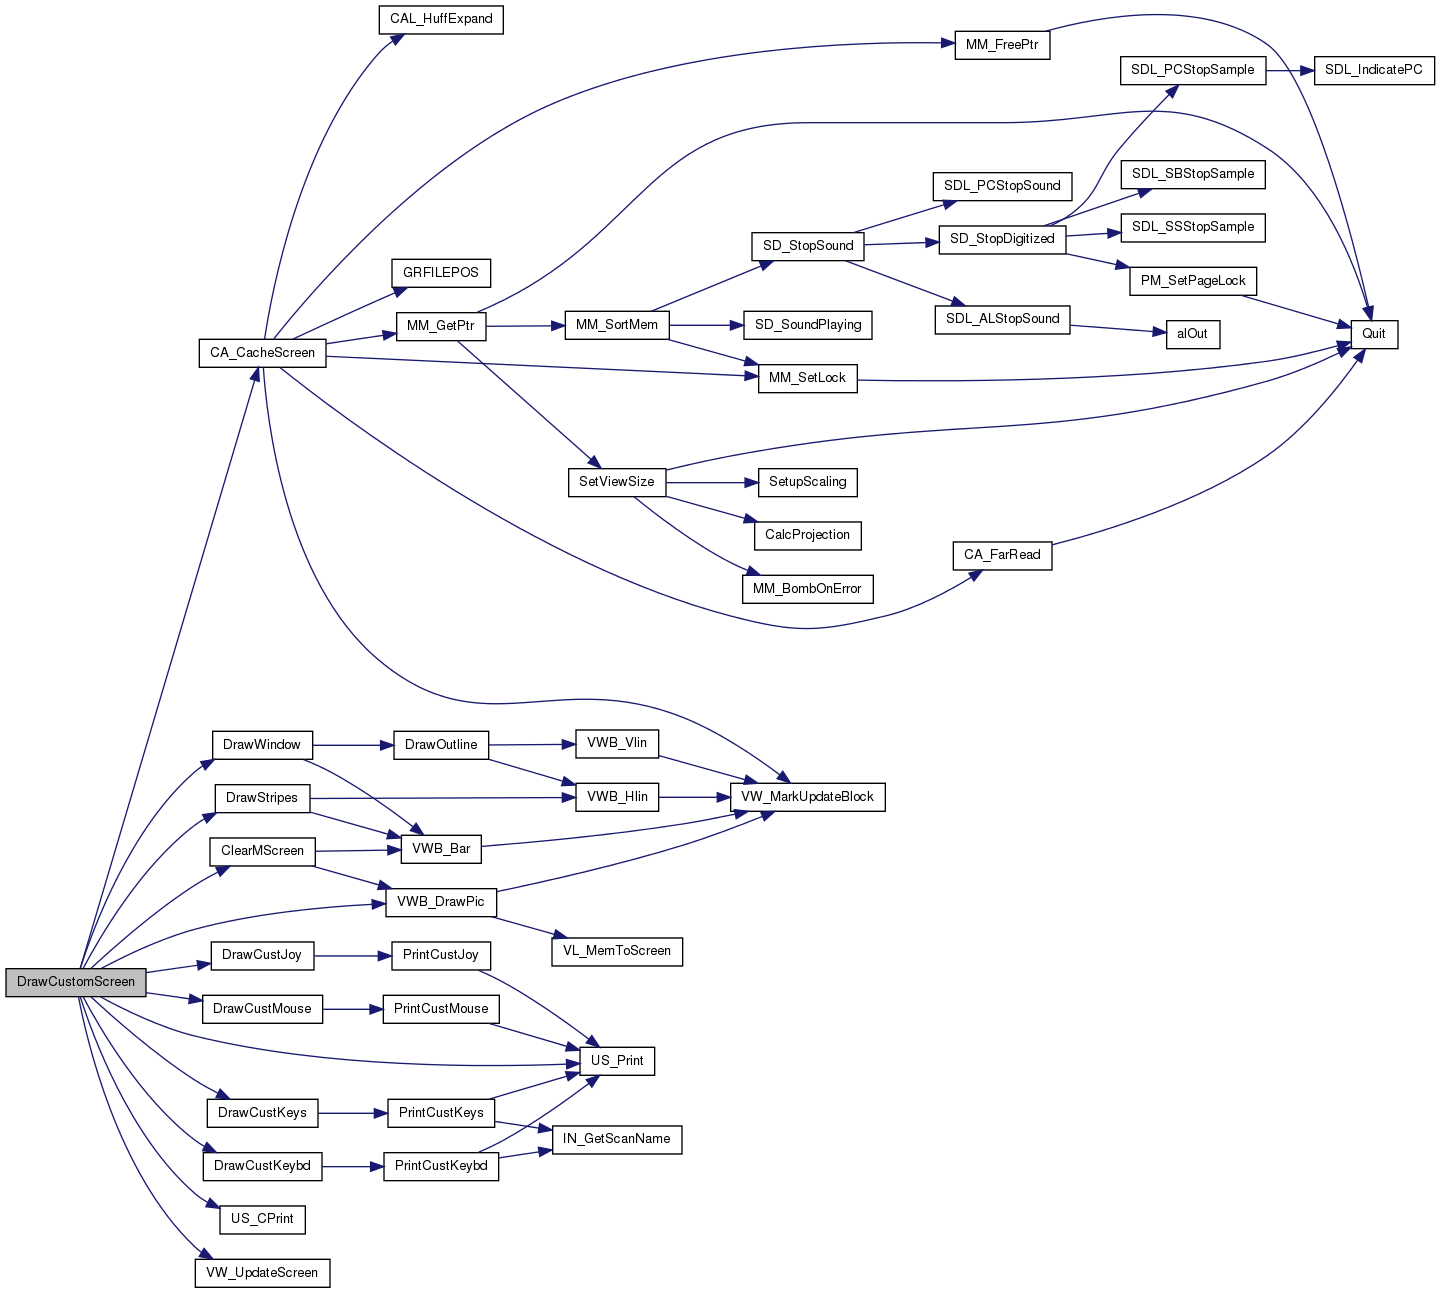 CAL_HuffExpand
MM_FreePtr
SDL_PCStopSample
SDL_IndicatePC
SDL_SBStopSample
SDL_PCStopSound
SDL_SSStopSample
SD_StopSound
SD_StopDigitized
GRFILEPOS
PM_SetPageLock
MM_GetPtr
MM_SortMem
SD_SoundPlaying
SDL_ALStopSound
alOut
Quit
CA_CacheScreen
MM_SetLock
SetViewSize
SetupScaling
CalcProjection
CA_FarRead
MM_BombOnError
DrawWindow
DrawOutline
VWB_Vlin
DrawStripes
VWB_Hlin
VW_MarkUpdateBlock
ClearMScreen
VWB_Bar
VWB_DrawPic
DrawCustJoy
PrintCustJoy
VL_MemToScreen
DrawCustomScreen
DrawCustMouse
PrintCustMouse
US_Print
DrawCustKeys
PrintCustKeys
IN_GetScanName
DrawCustKeybd
PrintCustKeybd
US_CPrint
VW_UpdateScreen